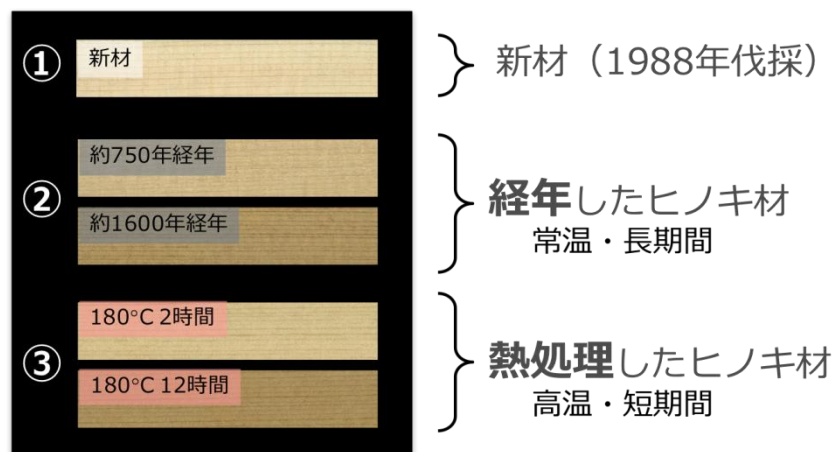 ①
新材
新材（1988年伐採）
②
約750年経年
約1600年経年
経年したヒノキ材
常温・長期間
③
180°C 2時間
180°C 12時間
熱処理したヒノキ材
高温・短期間